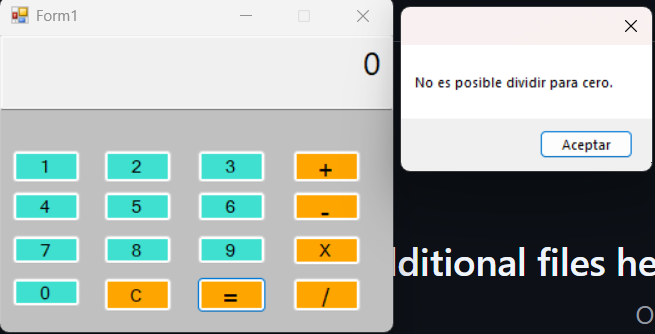 Form1
0
No es posible dividir para cero.
Aceptar
1 2 3 +
4 5 6 -
7 8 9 X
0 C = /
files he
O